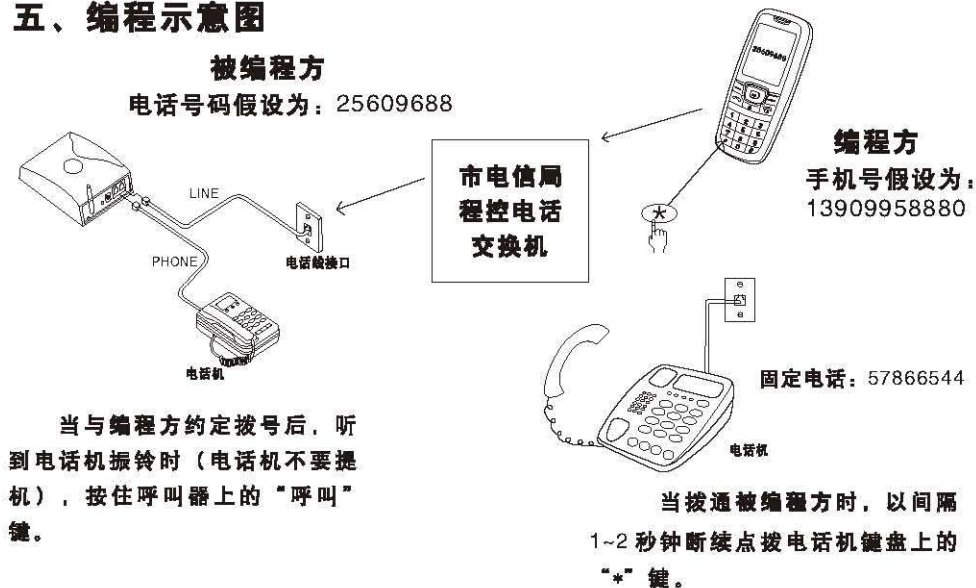 五、编程示意图
被编程方
电话号码假设为：25609688
25609688
编程方
手机号假设为：
13909958880
市电信局
程控电话
交换机
LINE
PHONE
电话线接口
电话机
*
固定电话：57866544
电话机
当与编程方约定拨号后，听
到电话机振铃时（电话机不要提
机），按住呼叫器上的“呼叫”
键。
当拨通被编程方时，以间隔
1~2秒钟断续点拨电话机键盘上的
“*”键。